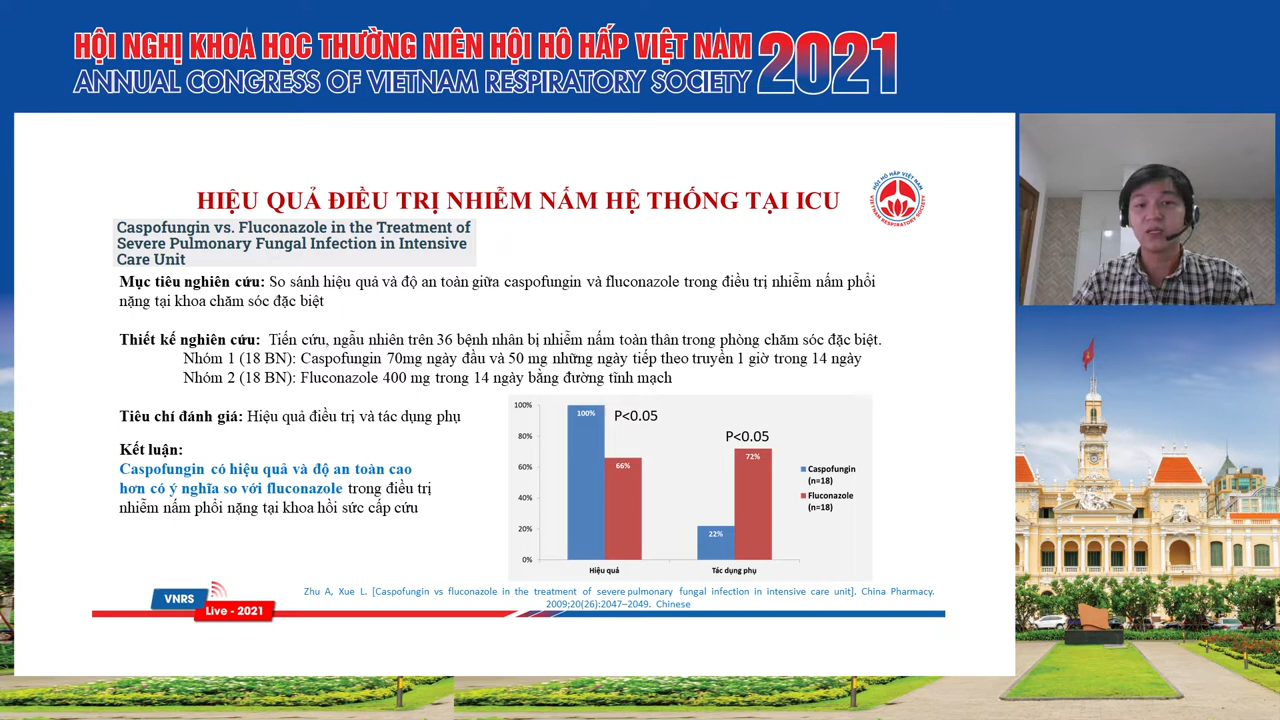 HỘI NGHỊ KHOA HỌC THƯỜNG NIÊN HỘI HÔ HẤP VIỆT NAM 2021
ANNUAL CONGRESS OF VIETNAM RESPIRATORY SOCIETY
HIỆU QUẢ ĐIỀU TRỊ NHIỄM NẤM HỆ THỐNG TẠI ICU
HỘI HÔ HẤP VIỆT NAM
VIETNAM RESPIRATORY SOCIETY
Caspofungin vs. Fluconazole in the Treatment of
Severe Pulmonary Fungal Infection in Intensive
Care Unit
Mục tiêu nghiên cứu: So sánh hiệu quả và độ an toàn giữa caspofungin và fluconazole trong điều trị nhiễm nấm phổi
nặng tại khoa chăm sóc đặc biệt
Thiết kế nghiên cứu: Tiến cứu, ngẫu nhiên trên 36 bệnh nhân bị nhiễm nấm toàn thân trong phòng chăm sóc đặc biệt.
Nhóm 1 (18 BN): Caspofungin 70mg ngày đầu và 50 mg những ngày tiếp theo truyền 1 giờ trong 14 ngày
Nhóm 2 (18 BN): Fluconazole 400 mg trong 14 ngày bằng đường tĩnh mạch
Tiêu chí đánh giá: Hiệu quả điều trị và tác dụng phụ
Kết luận:
Caspofungin có hiệu quả và độ an toàn cao
hơn có ý nghĩa so với fluconazole trong điều trị
nhiễm nấm phổi nặng tại khoa hồi sức cấp cứu
100%
80%
60%
40%
20%
0%
100%
P<0.05
66%
P<0.05
72%
22%
Hiệu quả
Tác dụng phụ
Caspofungin
(n=18)
Fluconazole
(n=18)
Zhu A, Xue L. [Caspofungin vs fluconazole in the treatment of severe pulmonary fungal infection in intensive care unit]. China Pharmacy.
2009;20(26):2047–2049. Chinese
VNRS
Live - 2021